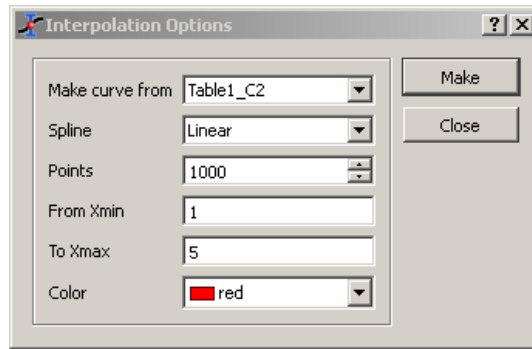 Interpolation Options
Make curve from Table1_C2
Make
Spline Linear
Close
Points 1000
From Xmin 1
To Xmax 5
Color red